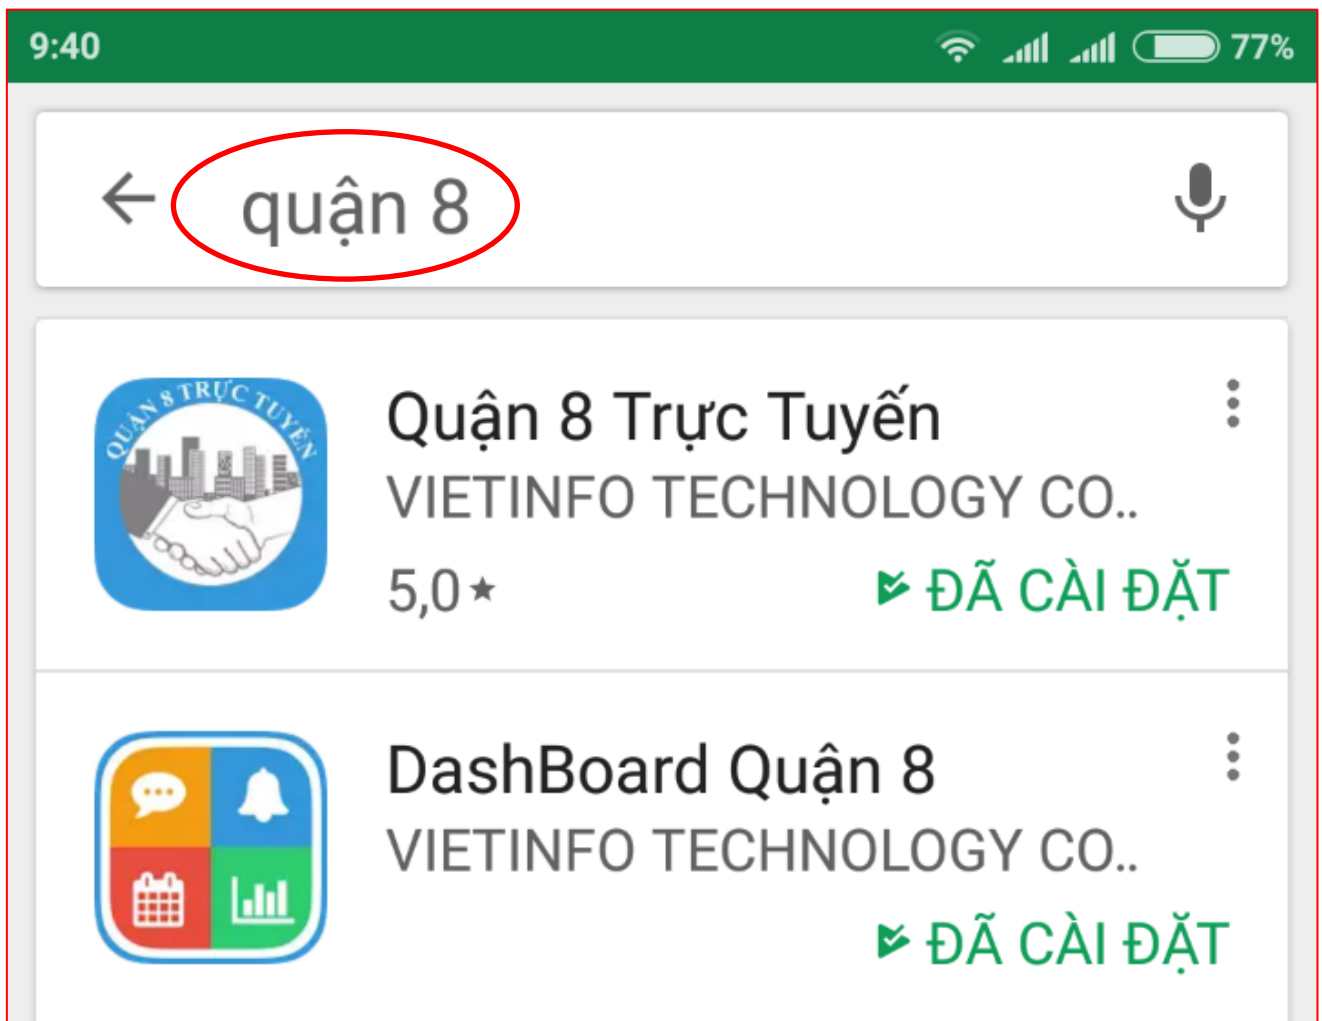 9:40
77%
quận 8
QUẬN 8 TRỰC TUYẾN
Quận 8 Trực Tuyến
VIETINFO TECHNOLOGY CO..
5,0
ĐÃ CÀI ĐẶT
DashBoard Quận 8
VIETINFO TECHNOLOGY CO..
ĐÃ CÀI ĐẶT